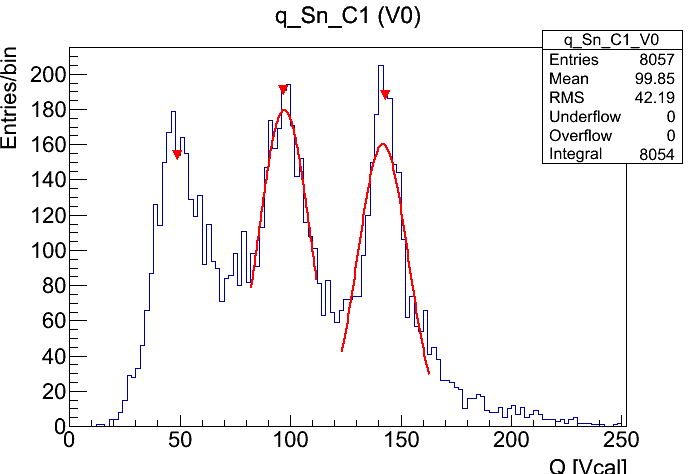 q_Sn_C1 (V0)
q_Sn_C1_V0
Entries 8057
Mean 99.85
RMS 42.19
Underflow 0
Overflow 0
Integral 8054
Entries/bin
200
180
160
140
120
100
80
60
40
20
0
0 50 100 150 200 250
Q [Vcal]